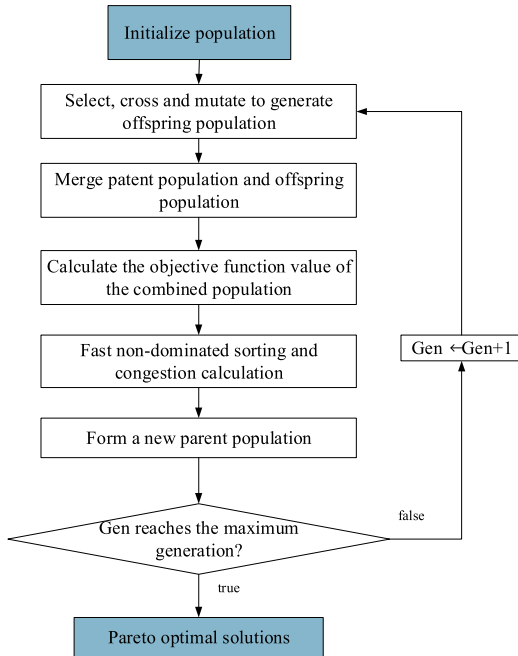 Initialize population
Select, cross and mutate to generate
offspring population
Merge patent population and offspring
population
Calculate the objective function value of
the combined population
Fast non-dominated sorting and
congestion calculation
Gen ←Gen+1
Form a new parent population
false
Gen reaches the maximum
generation?
true
Pareto optimal solutions